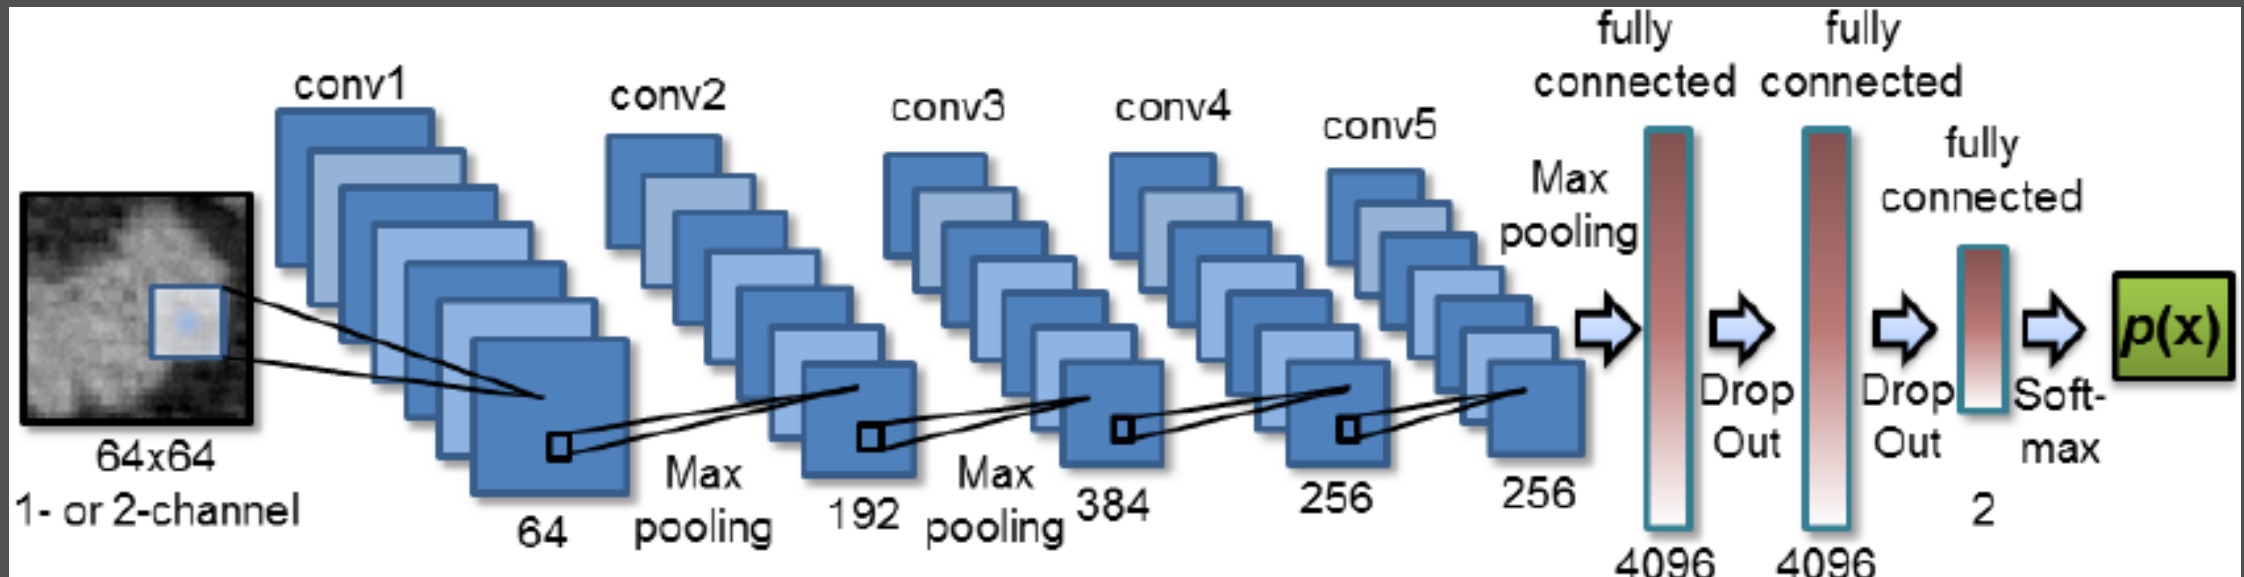 64x64
1- or 2-channel
conv1
64
Max
pooling
conv2
192
Max
pooling
conv3
384
conv4
256
conv5
256
Max
pooling
fully
connected
4096
Drop
Out
fully
connected
4096
Drop
Out
fully
connected
2
Soft-
max
p(x)